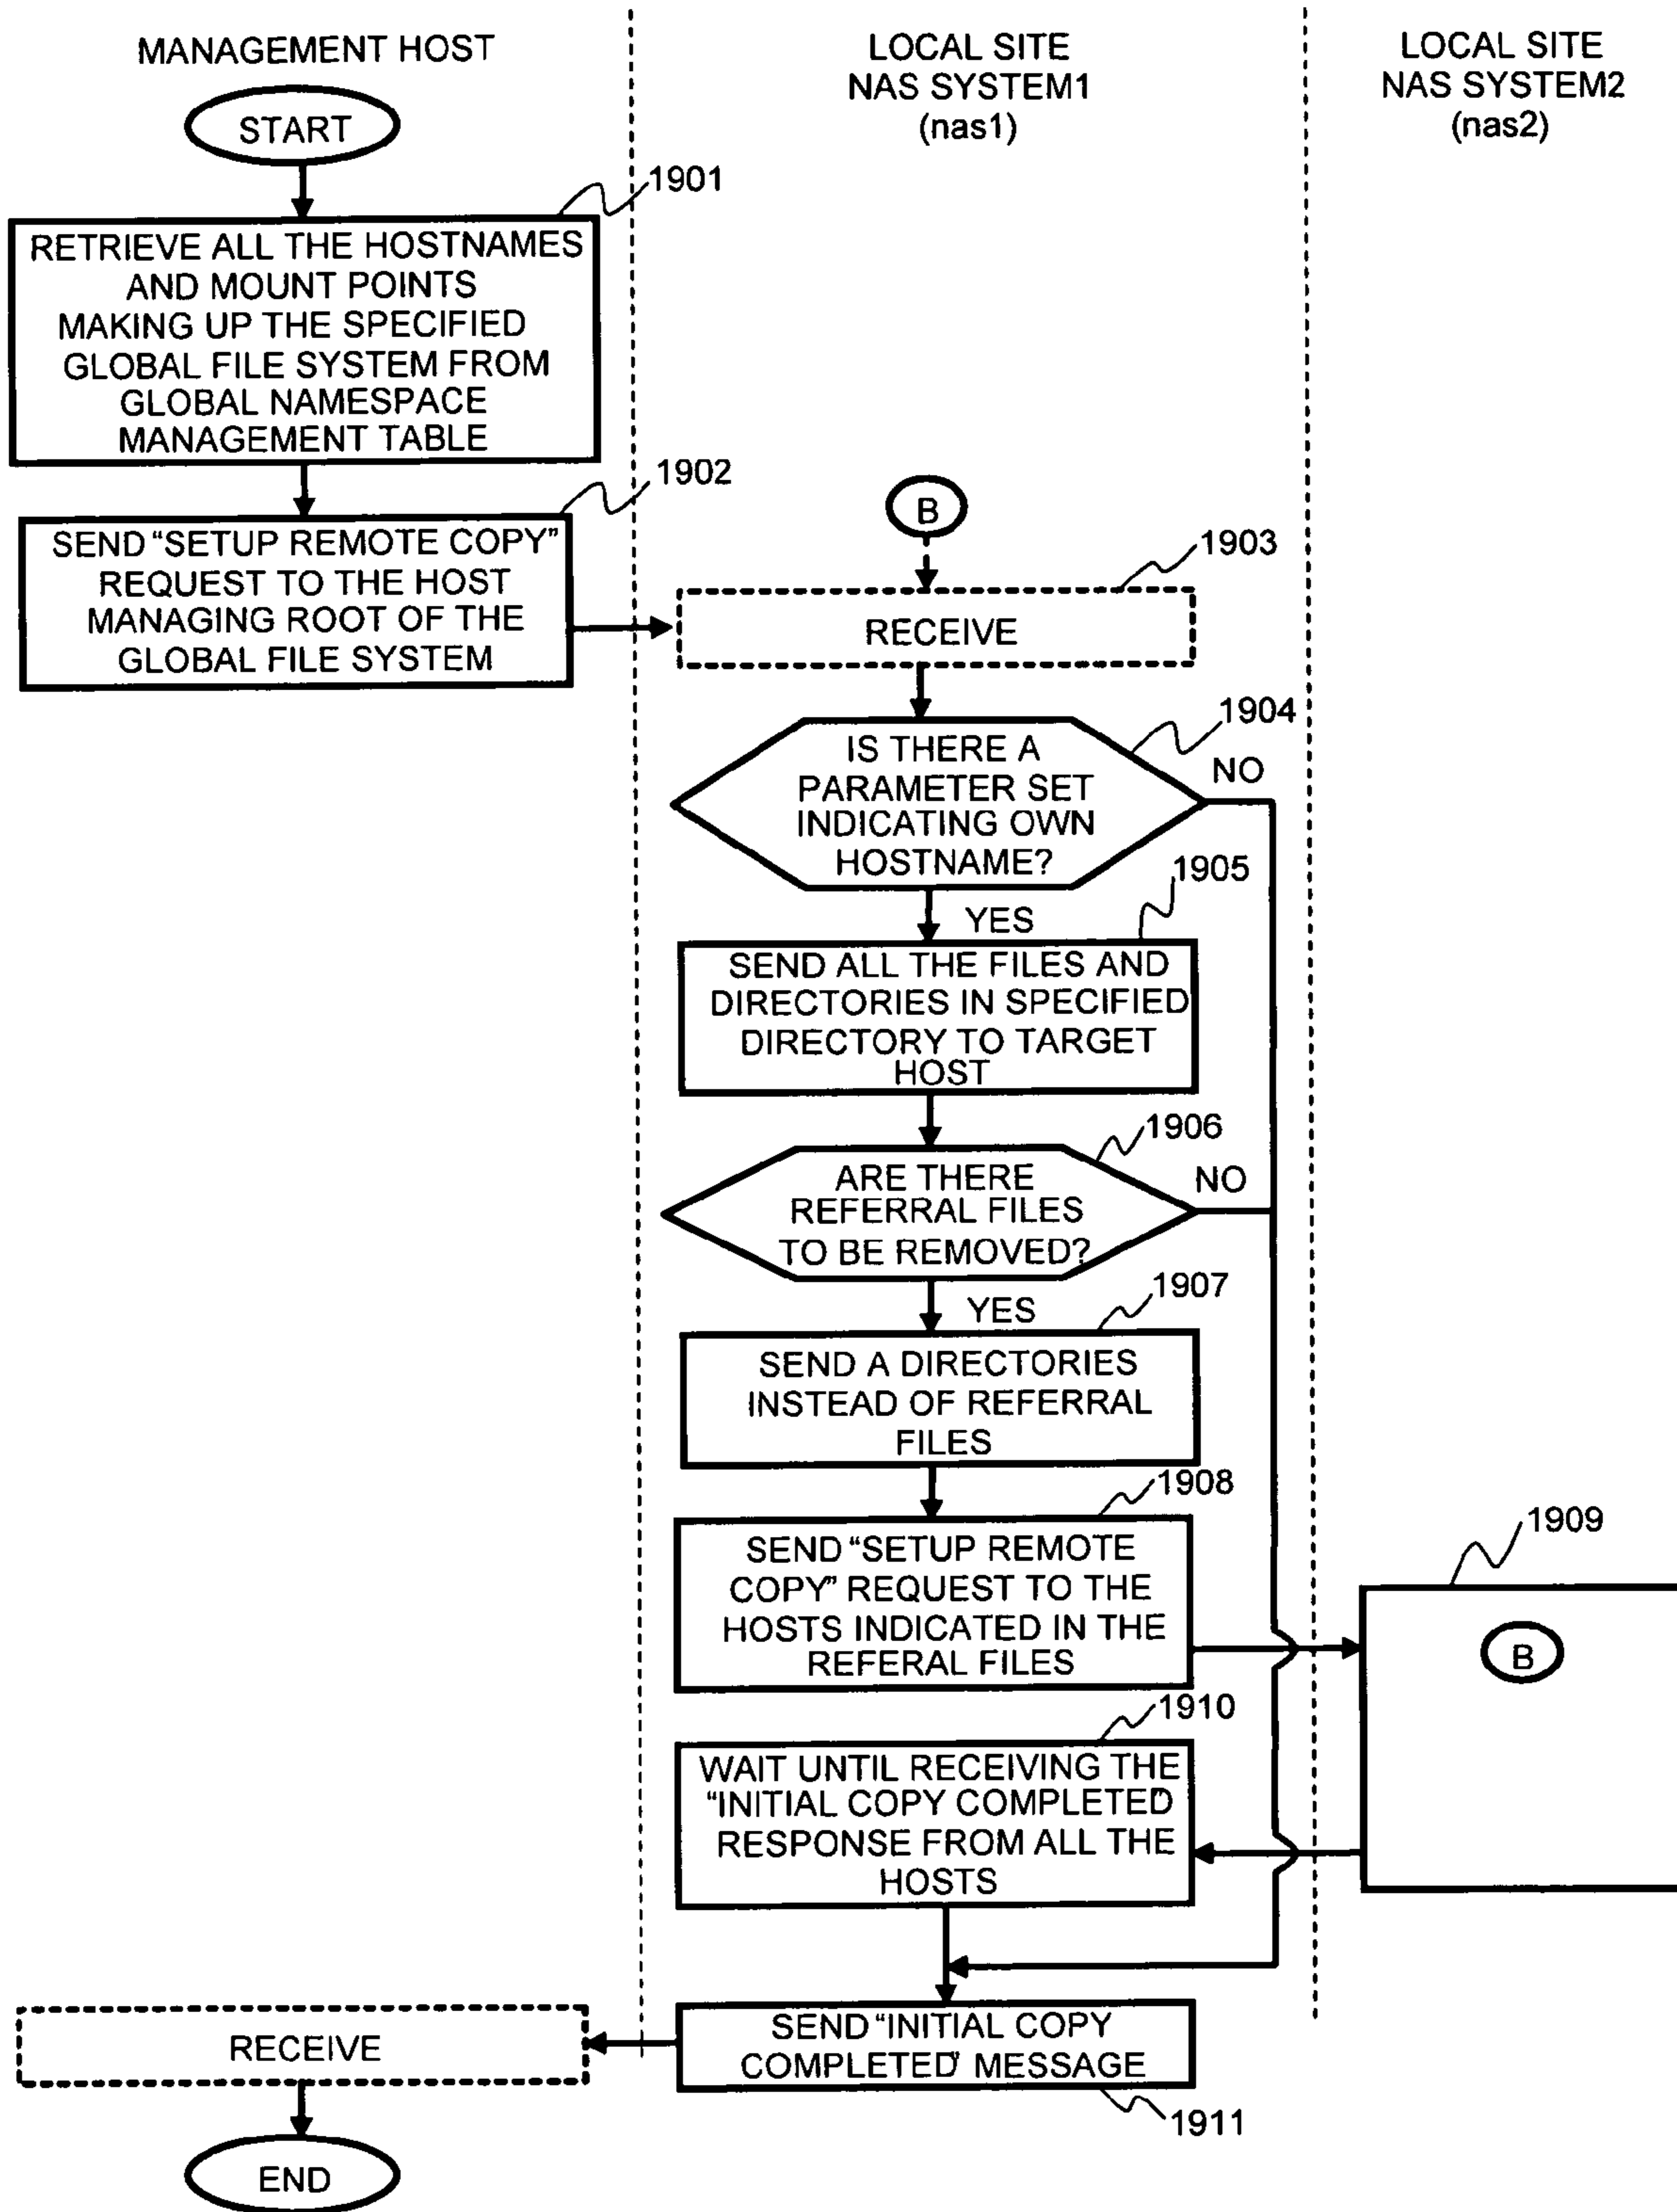 MANAGEMENT HOST
LOCAL SITE
NAS SYSTEM1
(nas1)
LOCAL SITE
NAS SYSTEM2
(nas2)
START
1901
RETRIEVE ALL THE HOSTNAMES
AND MOUNT POINTS
MAKING UP THE SPECIFIED
GLOBAL FILE SYSTEM FROM
GLOBAL NAMESPACE
MANAGEMENT TABLE
1902
SEND “SETUP REMOTE COPY”
REQUEST TO THE HOST
MANAGING ROOT OF THE
GLOBAL FILE SYSTEM
B
1903
RECEIVE
1904
IS THERE A
PARAMETER SET
INDICATING OWN
HOSTNAME?
NO
YES
1905
SEND ALL THE FILES AND
DIRECTORIES IN SPECIFIED
DIRECTORY TO TARGET
HOST
1906
ARE THERE
REFERRAL FILES
TO BE REMOVED?
NO
YES
1907
SEND A DIRECTORIES
INSTEAD OF REFERRAL
FILES
1908
SEND “SETUP REMOTE
COPY” REQUEST TO THE
HOSTS INDICATED IN THE
REFERAL FILES
1909
B
1910
WAIT UNTIL RECEIVING THE
“INITIAL COPY COMPLETED”
RESPONSE FROM ALL THE
HOSTS
SEND “INITIAL COPY
COMPLETED” MESSAGE
1911
RECEIVE
END